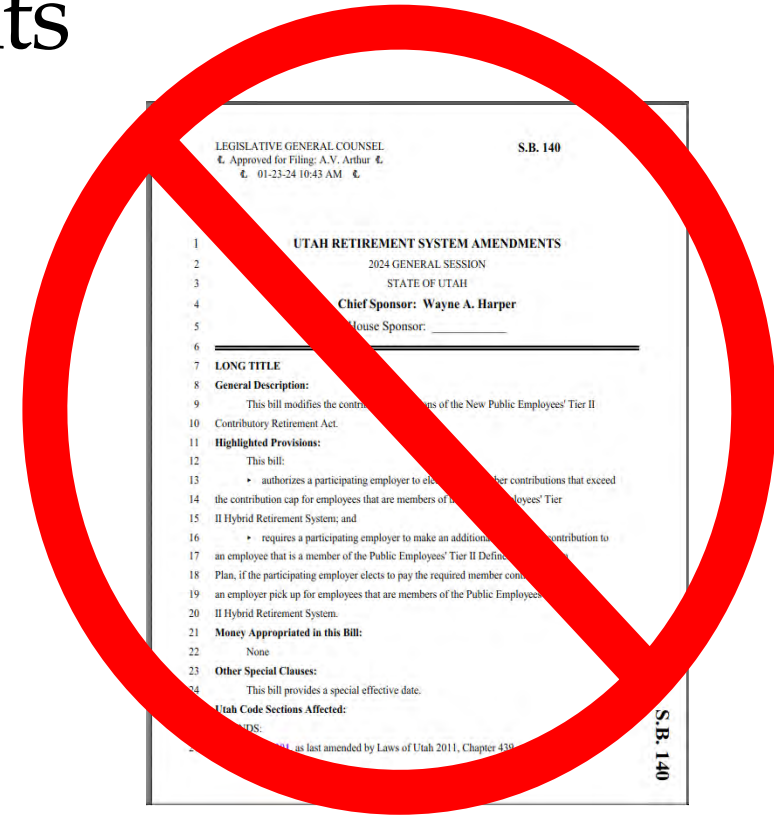 ts
LEGISLATIVE GENERAL COUNSEL
S.B. 140
Approved for Filing: A.V. Arthur
01-23-24 10:43 AM
1 UTAH RETIREMENT SYSTEM AMENDMENTS
2 2024 GENERAL SESSION
3 STATE OF UTAH
4 Chief Sponsor: Wayne A. Harper
5 House Sponsor: ____________
6
7 LONG TITLE
8 General Description:
9 This bill modifies the ns of the New Public Employees' Tier II
10 Contributory Retirement Act.
11 Highlighted Provisions:
12 This bill:
13 ▸ authorizes a participating employer to contributions that exceed
14 the contribution cap for employees that are members of Tier
15 II Hybrid Retirement System; and
16 ▸ requires a participating employer to make an contribution to
17 an employee that is a member of the Public Employees' Tier II
18 Plan, if the participating employer elects to pay the required member
19 an employer pick up for employees that are members of the Public Employees
20 II Hybrid Retirement System.
21 Money Appropriated in this Bill:
22 None
23 Other Special Clauses:
24 This bill provides a special effective date.
Utah Code Sections Affected:
NDS:
as last amended by Laws of Utah 2011, Chapter 439
S.B. 140